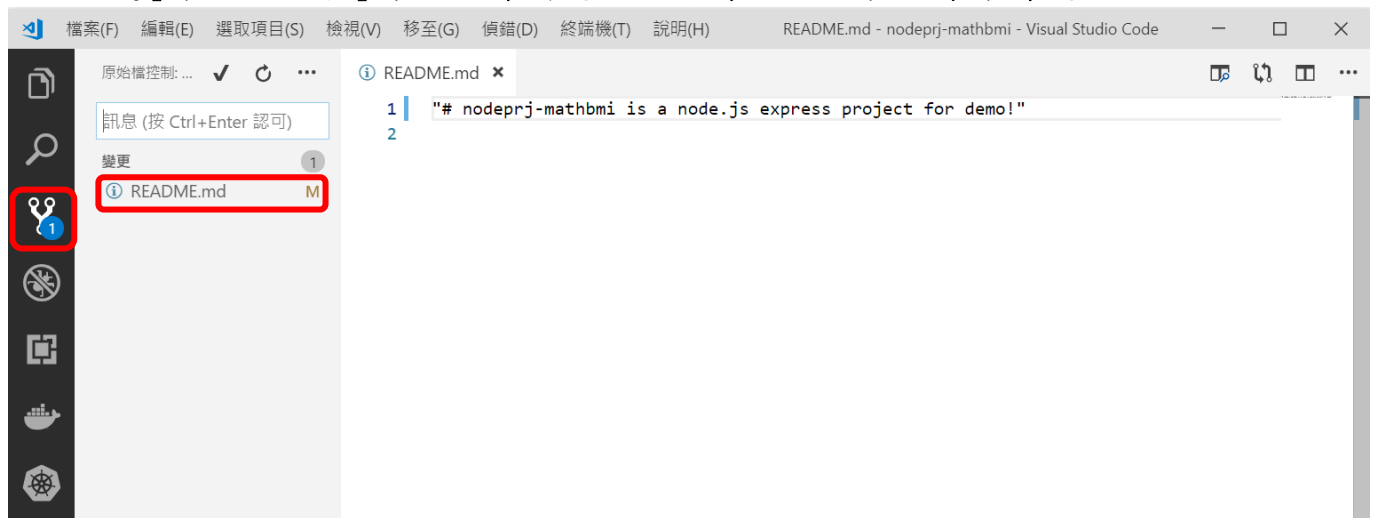 檔案(F) 編輯(E) 選取項目(S) 檢視(V) 移至(G) 偵錯(D) 終端機(T) 說明(H) README.md - nodeprj-mathbmi - Visual Studio Code
原始檔控制: ...
README.md
訊息 (按 Ctrl+Enter 認可)
變更 1
README.md M
1
1 "# nodeprj-mathbmi is a node.js express project for demo!"
2